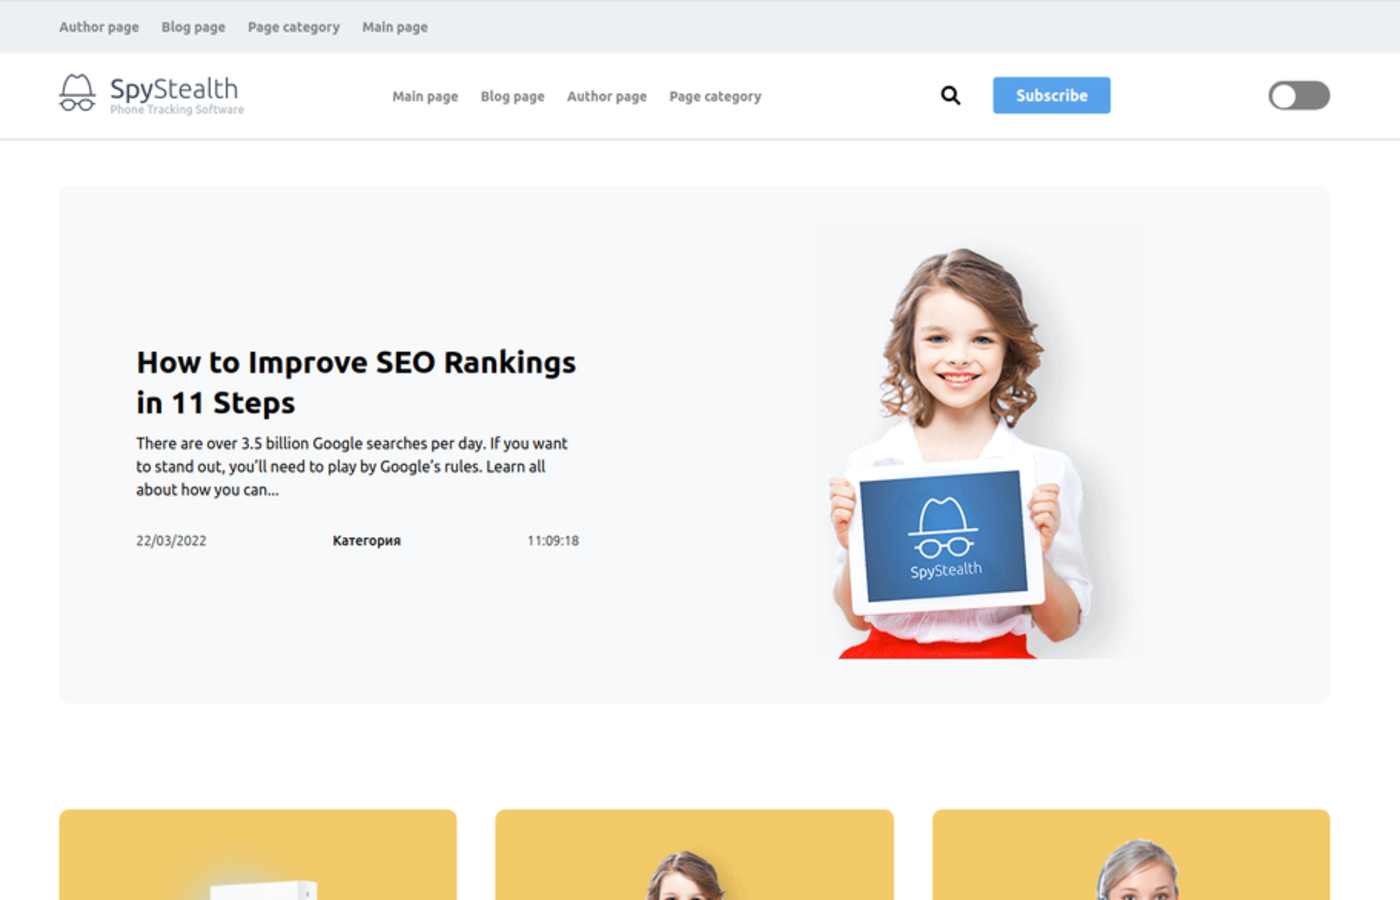 Author page Blog page Page category Main page
SpyStealth
Phone Tracking Software
Main page Blog page Author page Page category
Subscribe
How to Improve SEO Rankings
in 11 Steps
There are over 3.5 billion Google searches per day. If you want
to stand out, you’ll need to play by Google’s rules. Learn all
about how you can...
22/03/2022 Категория 11:09:18
SpyStealth